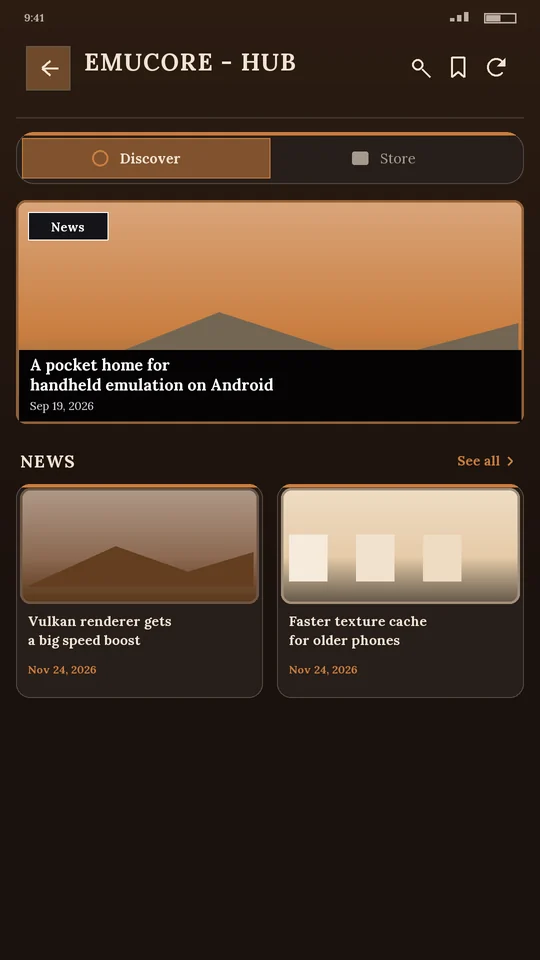 9:41
EMUCORE - HUB
Discover
Store
News
A pocket home for
handheld emulation on Android
Sep 19, 2026
NEWS
See all
Vulkan renderer gets
a big speed boost
Nov 24, 2026
Faster texture cache
for older phones
Nov 24, 2026